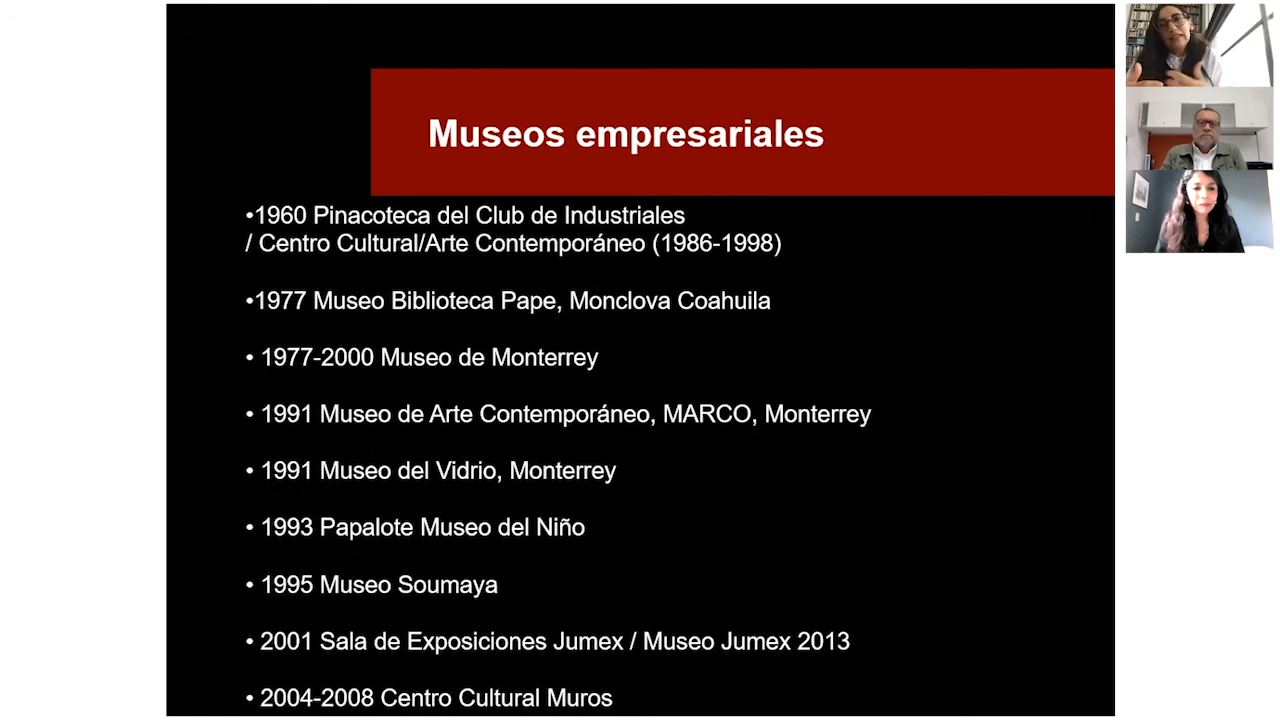 Museos empresariales
•1960 Pinacoteca del Club de Industriales
/ Centro Cultural/Arte Contemporáneo (1986-1998)
•1977 Museo Biblioteca Pape, Monclova Coahuila
• 1977-2000 Museo de Monterrey
• 1991 Museo de Arte Contemporáneo, MARCO, Monterrey
• 1991 Museo del Vidrio, Monterrey
• 1993 Papalote Museo del Niño
• 1995 Museo Soumaya
• 2001 Sala de Exposiciones Jumex / Museo Jumex 2013
• 2004-2008 Centro Cultural Muros